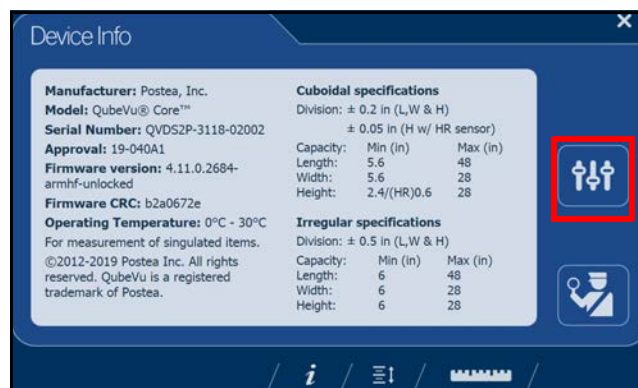 Device Info
Manufacturer: Postea, Inc.
Model: QubeVu® Core™
Serial Number: QVDS2P-3118-02002
Approval: 19-040A1
Firmware version: 4.11.0.2684-
armhf-unlocked
Firmware CRC: b2a0672e
Operating Temperature: 0°C - 30°C
For measurement of singulated items.
©2012-2019 Postea Inc. All rights
reserved. QubeVu is a registered
trademark of Postea.
Cuboidal specifications
Division: ± 0.2 in (L,W & H)
± 0.05 in (H w/ HR sensor)
Capacity: Min (in) Max (in)
Length: 5.6 48
Width: 5.6 28
Height: 2.4/(HR)0.6 28
Irregular specifications
Division: ± 0.5 in (L,W & H)
Capacity: Min (in) Max (in)
Length: 6 48
Width: 6 28
Height: 6 28